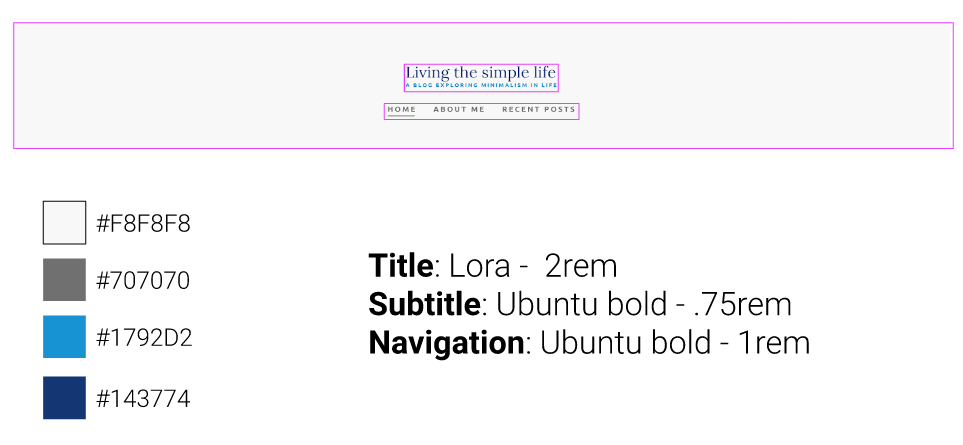 Living the simple life
A BLOG EXPLORING MINIMALISM IN LIFE
HOME ABOUT ME RECENT POSTS
#F8F8F8
#707070
#1792D2
#143774
Title: Lora - 2rem
Subtitle: Ubuntu bold - .75rem
Navigation: Ubuntu bold - 1rem